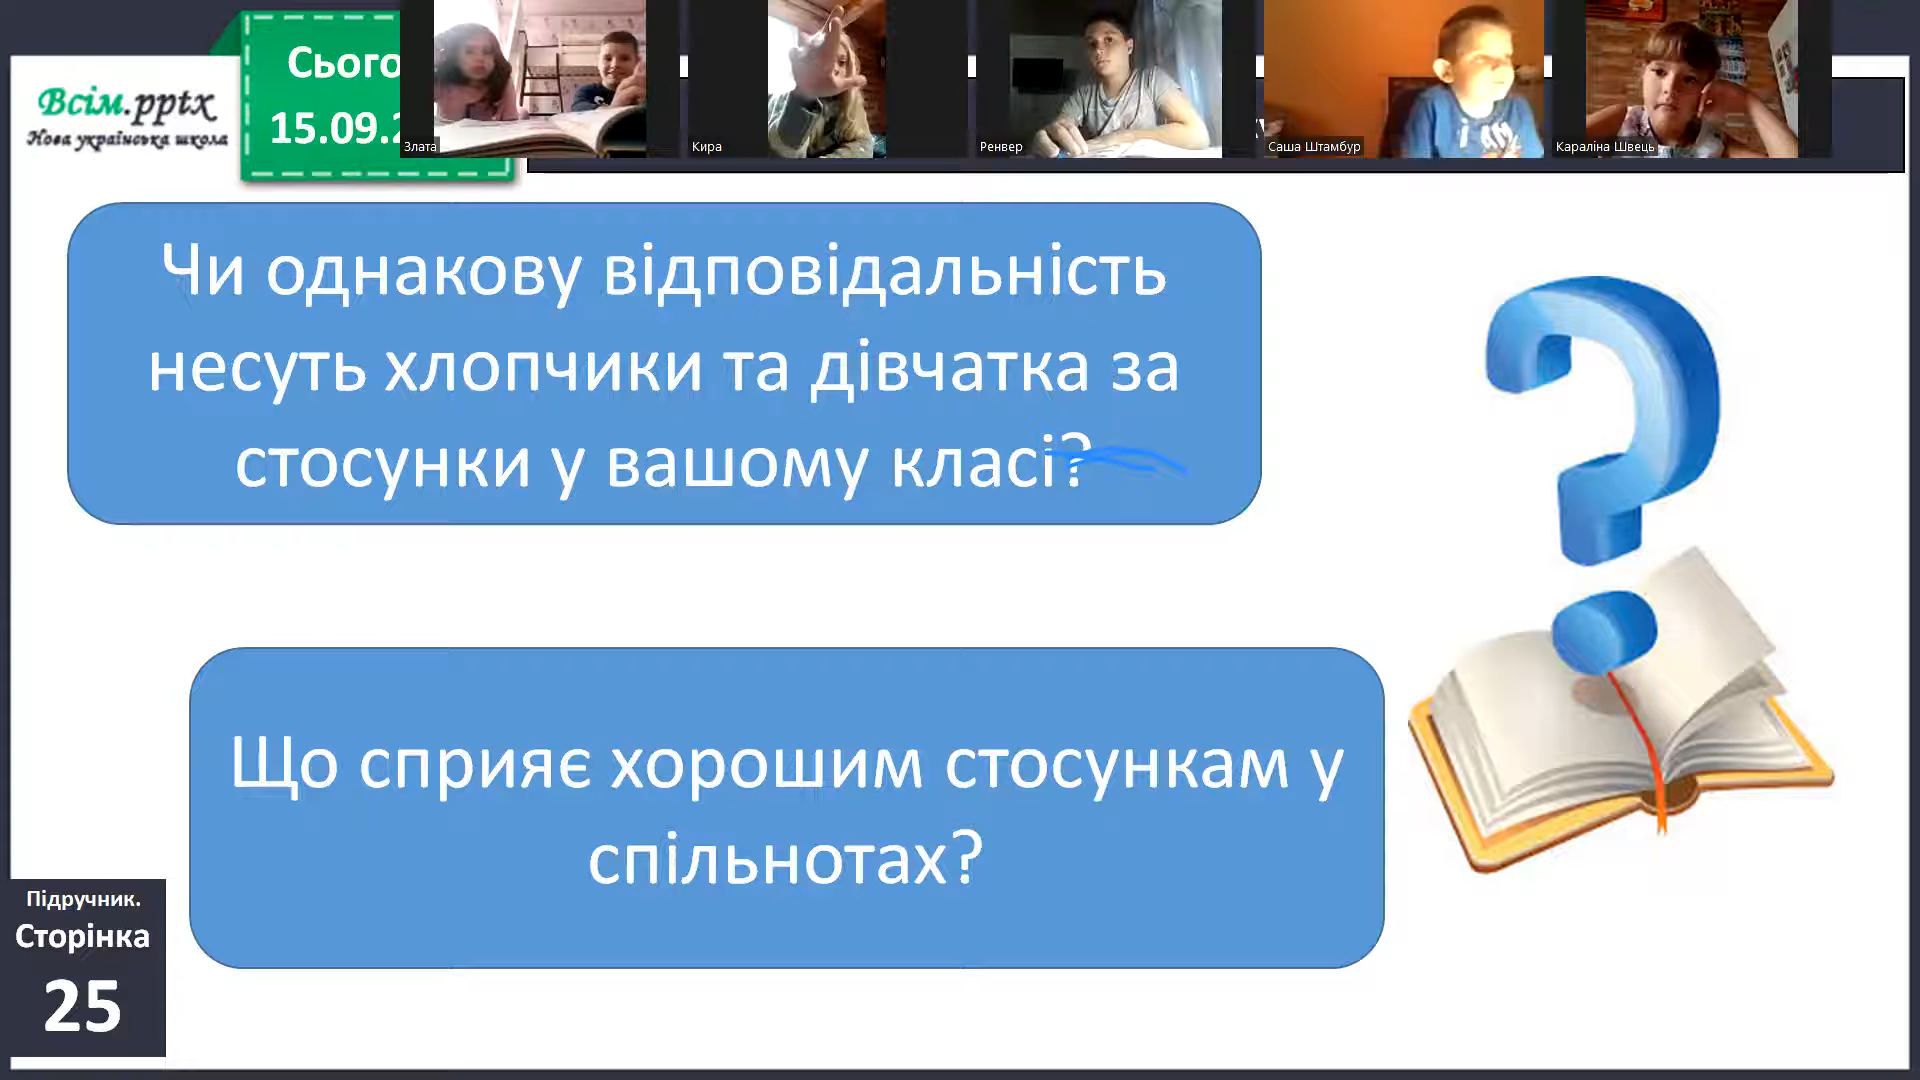 Всім.pptx
Нова українська школа
Сього
15.09.
Злата
Кира
Ренвер
Саша Штамбур
Караліна Швець
Чи однакову відповідальність
несуть хлопчики та дівчатка за
стосунки у вашому класі?
Що сприяє хорошим стосункам у
спільнотах?
Підручник.
Сторінка
25